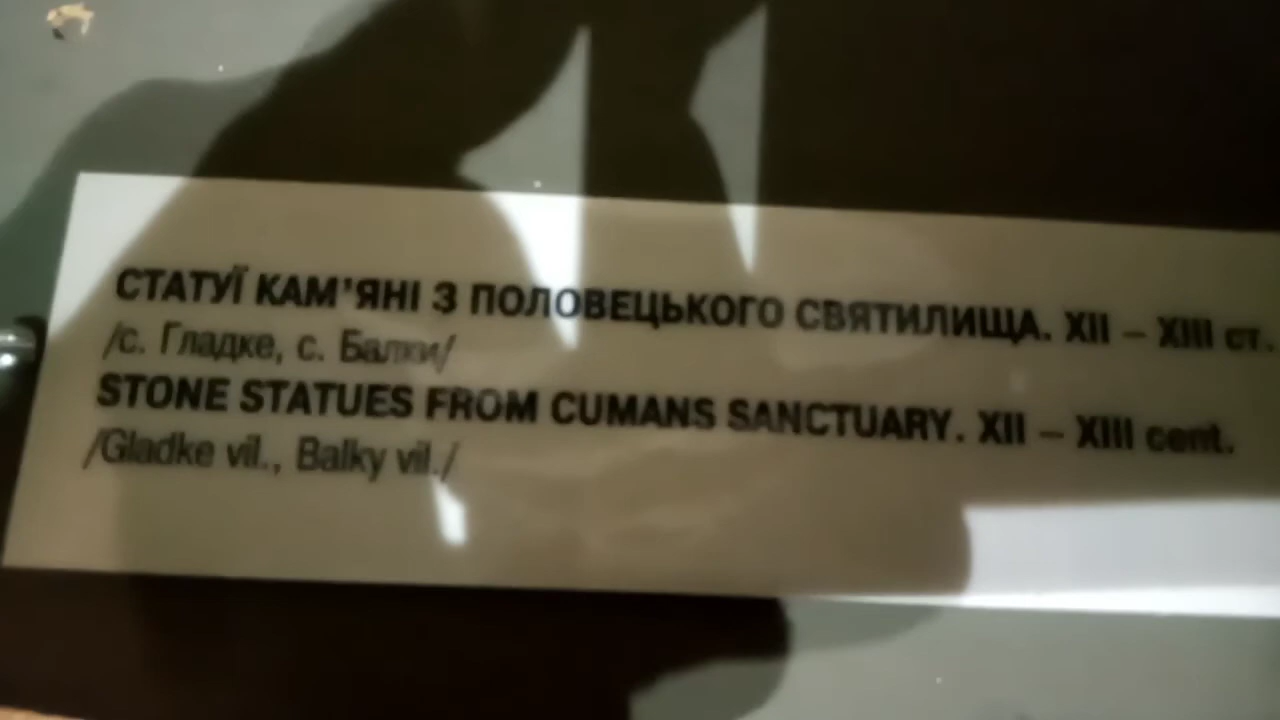 СТАТУЇ КАМ'ЯНІ З ПОЛОВЕЦЬКОГО СВЯТИЛИЩА. XII – XIII ст.
/с. Гладке, с. Балки/
STONE STATUES FROM CUMANS SANCTUARY. XII – XIII cent.
/Gladke vil., Balky vil./